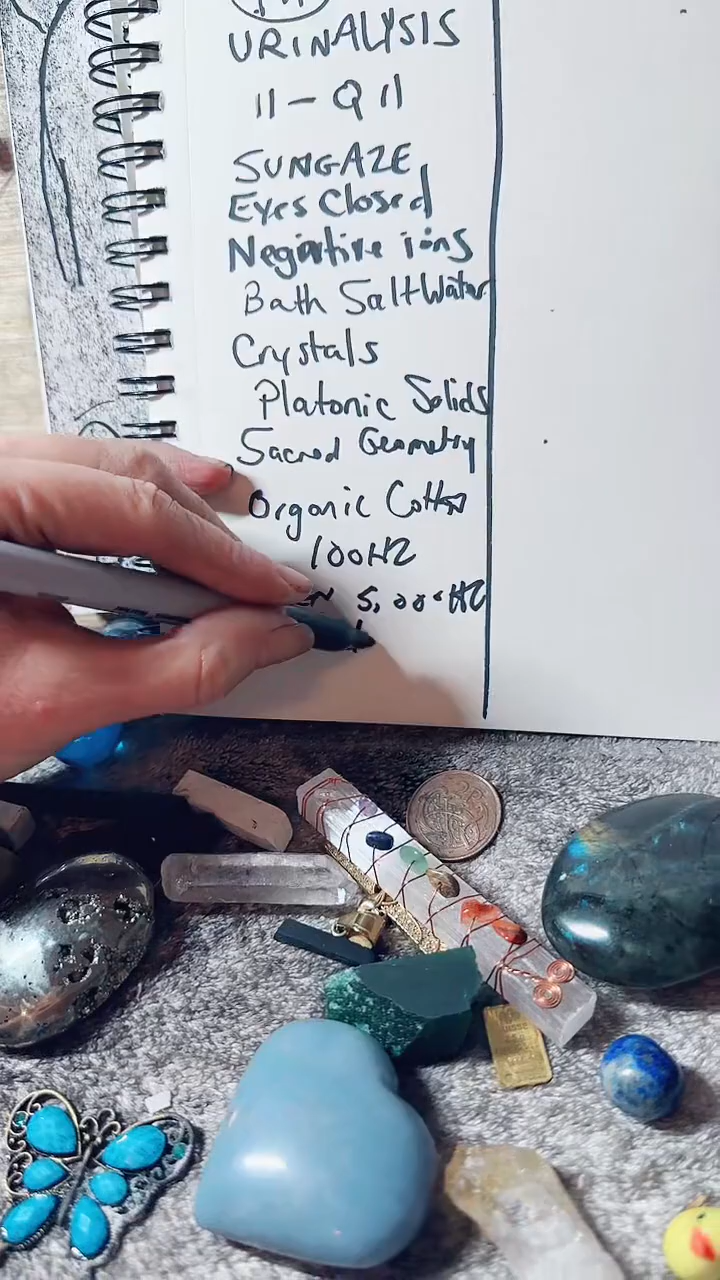 URINALYSIS
11-Q11
SUNGAZE
Eyes Closed
Negative ions
Bath SaltWater
Crystals
Platonic Solids
Sacred Geometry
Organic Cotton
100HZ
5,000HZ